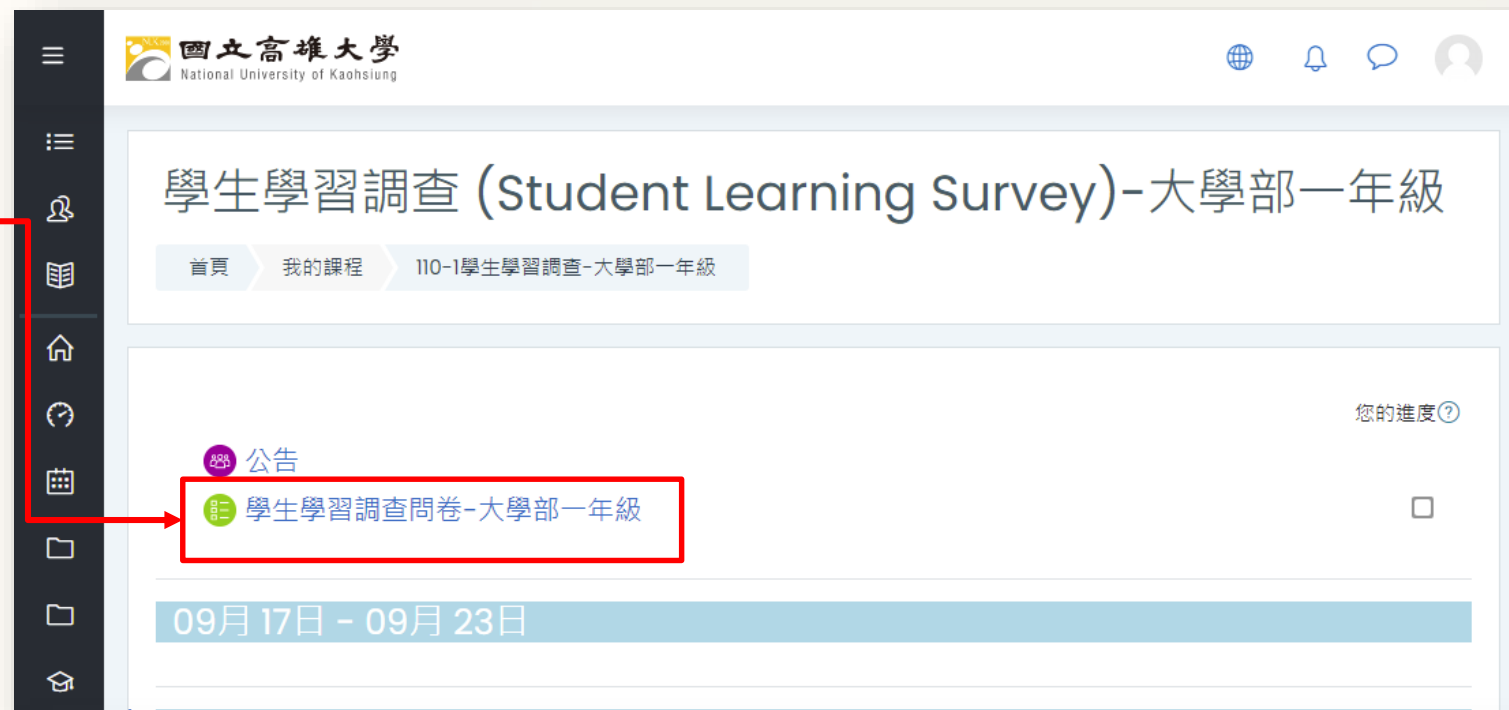 國立高雄大學
National University of Kaohsiung
學生學習調查 (Student Learning Survey)-大學部一年級
首頁 我的課程 110-1學生學習調查-大學部一年級
您的進度?
公告
學生學習調查問卷-大學部一年級
09月 17日 - 09月 23日